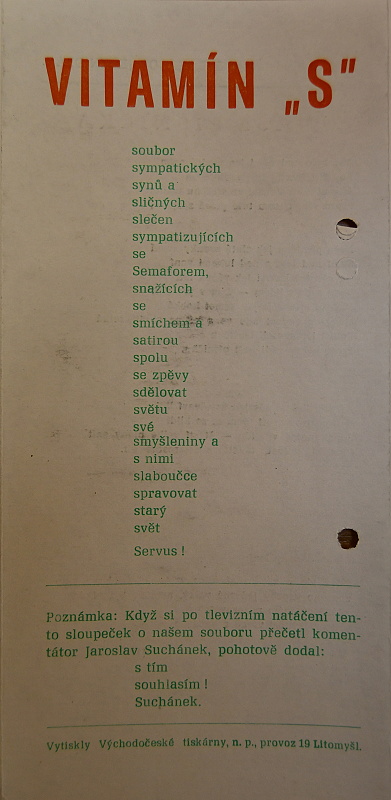 VITAMÍN „S"
soubor
sympatických
synů a
sličných
slečen
sympatizujících
se
Semaforem,
snažících
se
smíchem a
satirou
spolu
se zpěvy
sdělovat
světu
své
smyšleniny a
s nimi
slaboučce
spravovat
starý
svět
Servus !
Poznámka: Když si po tlevizním natáčení ten-
to sloupeček o našem souboru přečetl komen-
tátor Jaroslav Suchánek, pohotově dodal:
s tím
souhiasím !
Suchánek.
Vytiskly Východočeské tiskárny, n. p., provoz 19 Litomyšl.